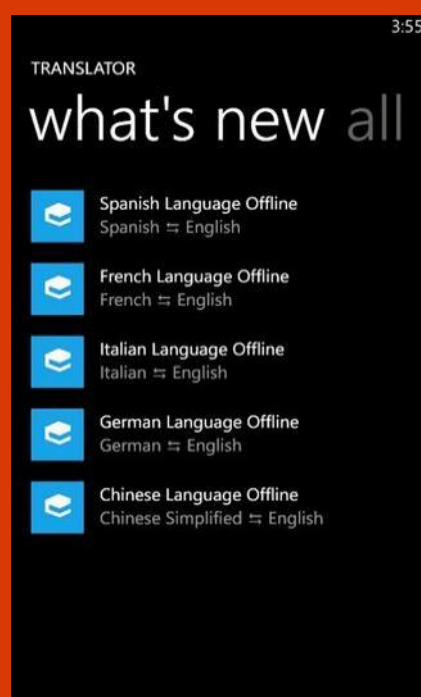 3:55
TRANSLATOR
what's new all
Spanish Language Offline
Spanish ⇆ English
French Language Offline
French ⇆ English
Italian Language Offline
Italian ⇆ English
German Language Offline
German ⇆ English
Chinese Language Offline
Chinese Simplified ⇆ English